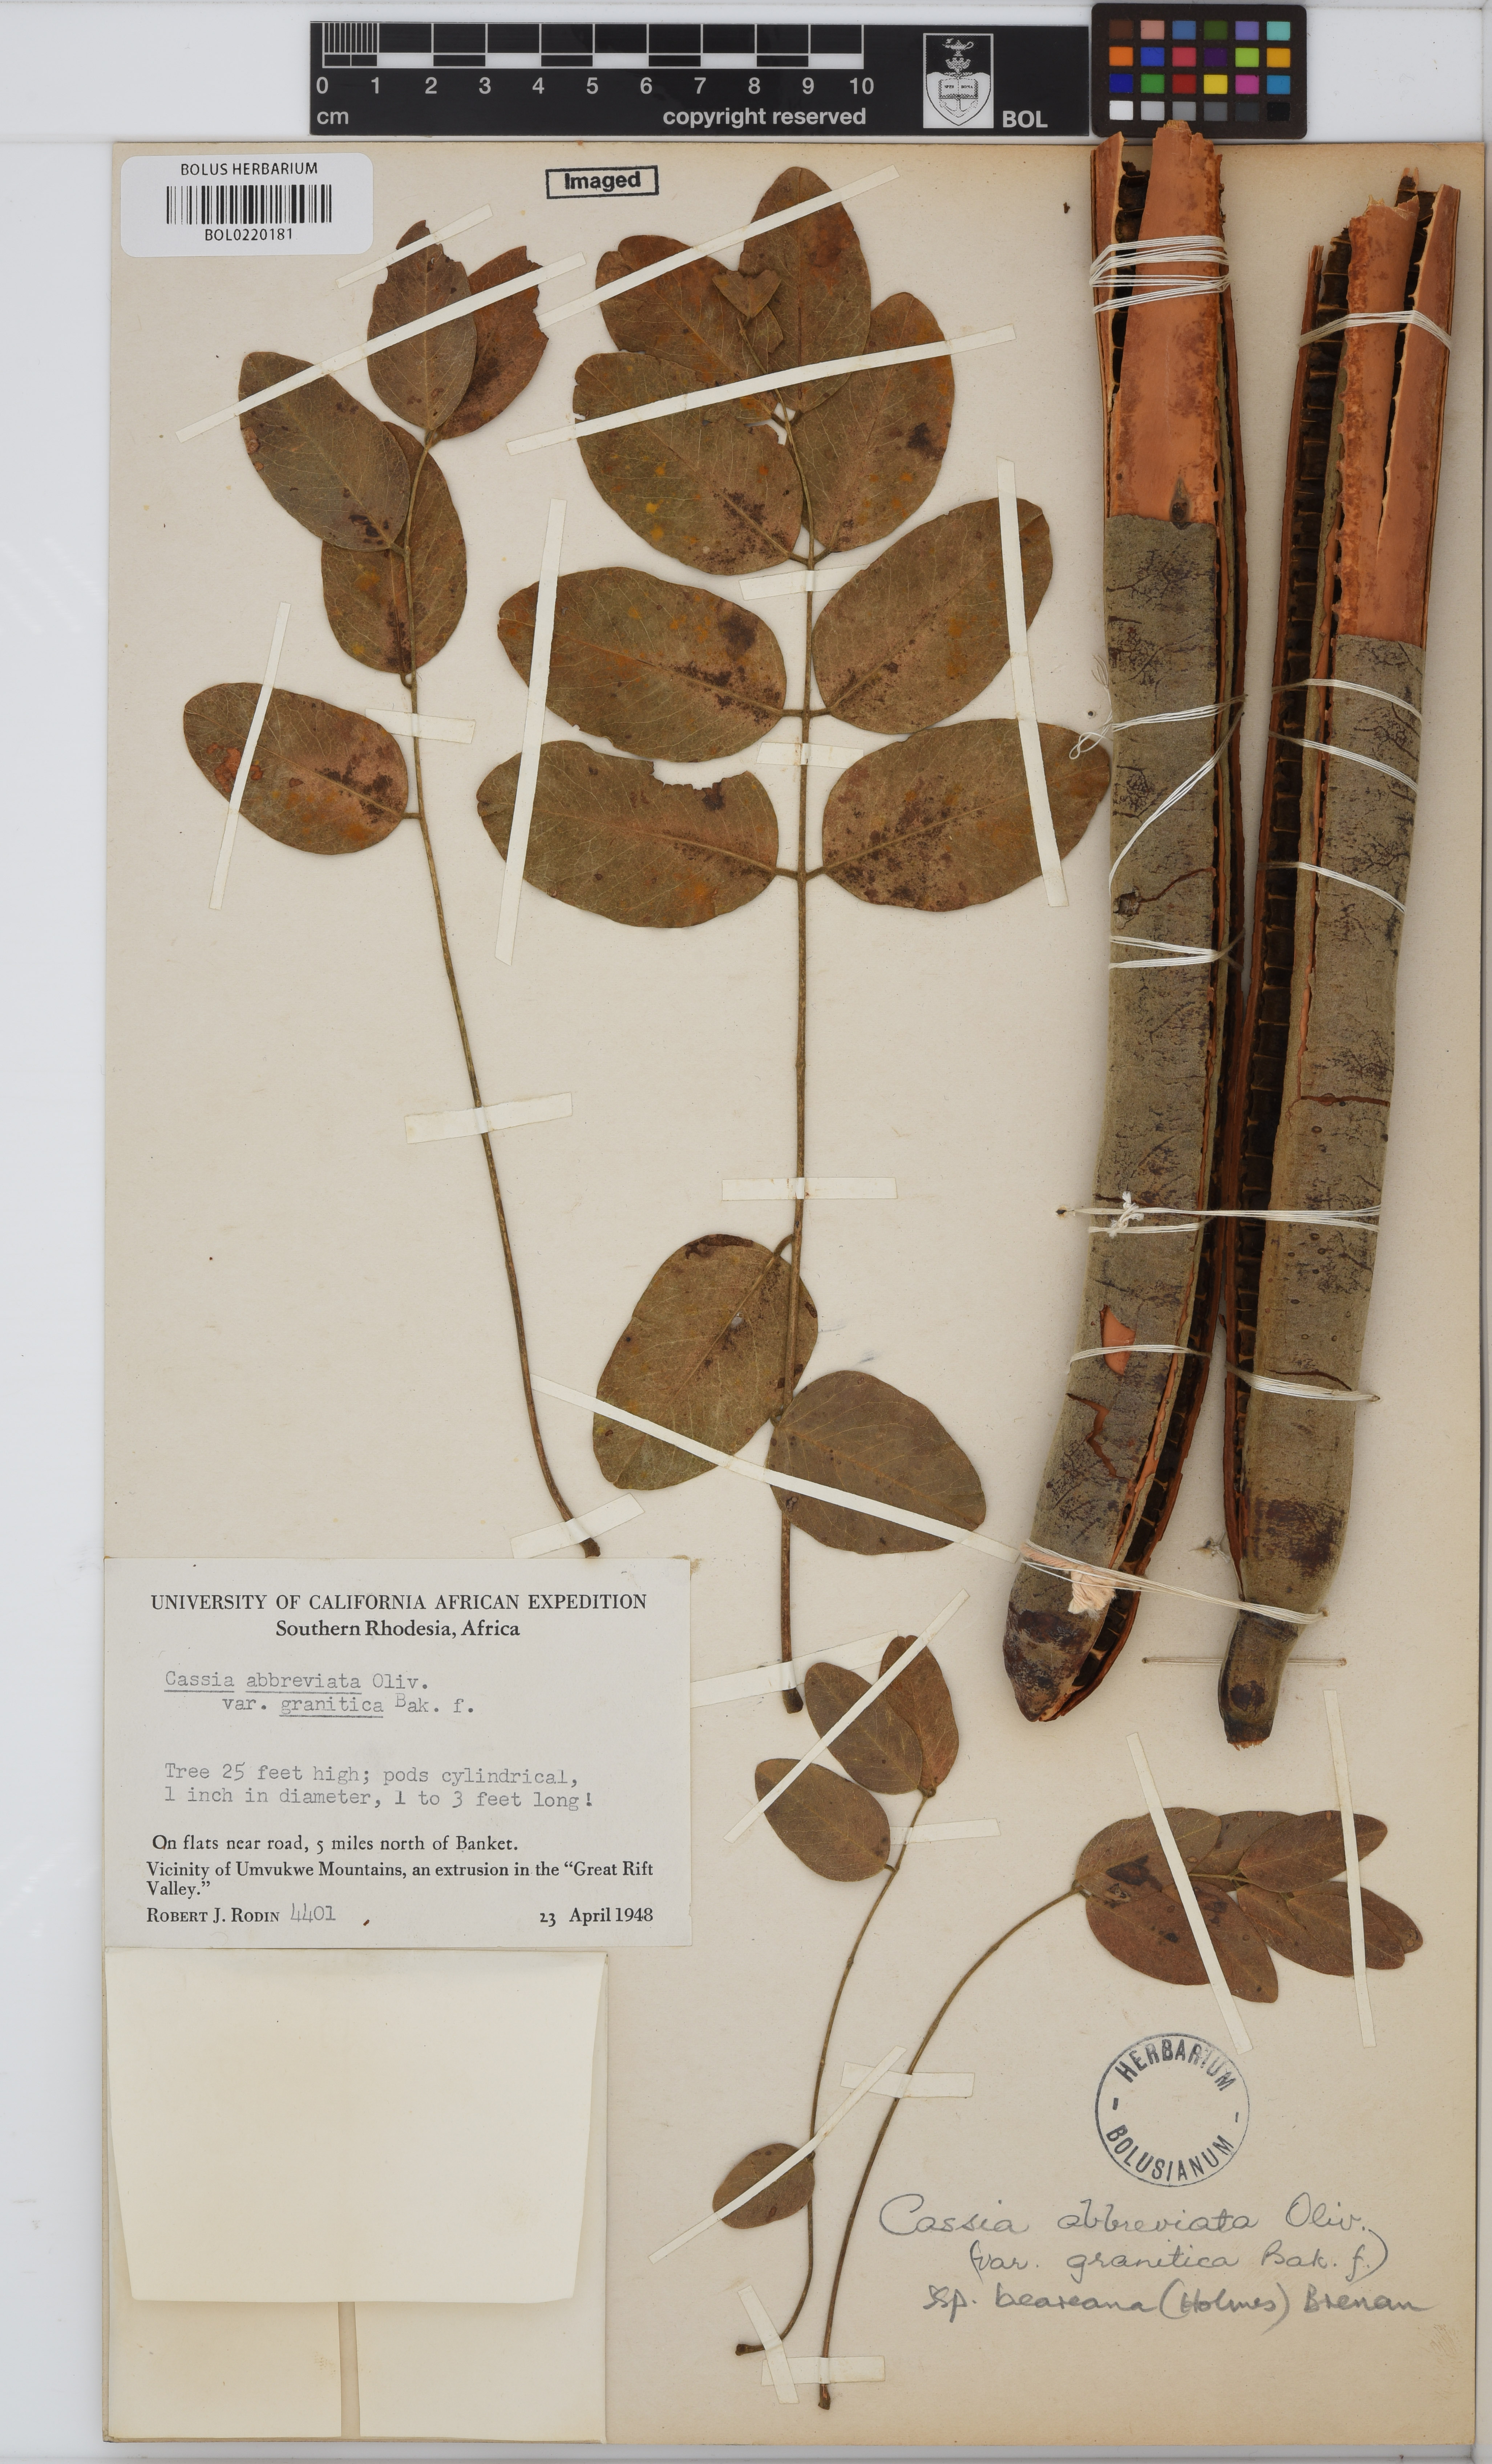 0 1 2 3 4 5 6 7 8 9 10
cm
copyright reserved
BOL
BOLUS HERBARIUM
BOL0220181
Imaged
UNIVERSITY OF CALIFORNIA AFRICAN EXPEDITION
Southern Rhodesia, Africa
Cassia abbreviata Oliv.
var. granitica Bak. f.
Tree 25 feet high; pods cylindrical,
1 inch in diameter, 1 to 3 feet long!
On flats near road, 5 miles north of Banket.
Vicinity of Umvukwe Mountains, an extrusion in the “Great Rift
Valley.”
ROBERT J. RODIN 4401 23 April 1948
HERBARIUM
BOLUSIANUM
Cassia abbreviata Oliv.
(var. granitica Bak. f.)
ssp. beareana (Holmes) Brenan